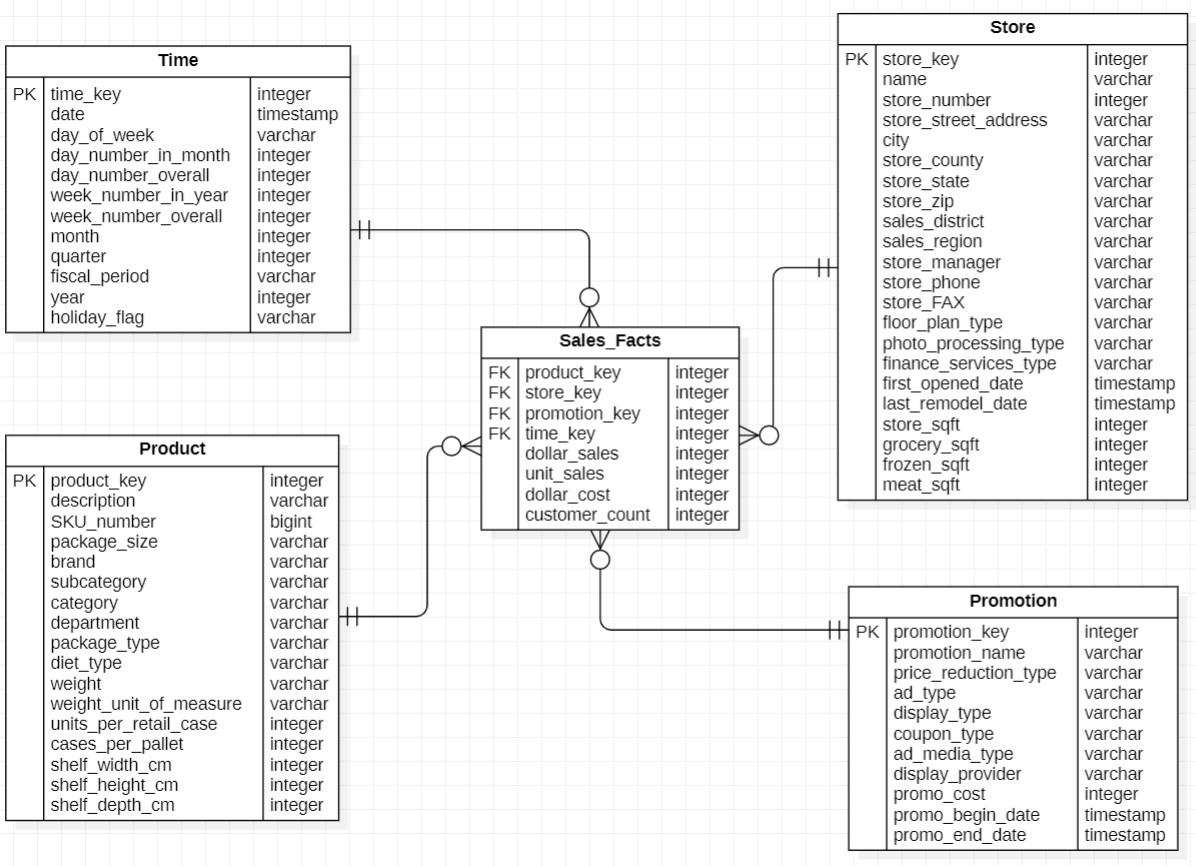 Time
PK time_key integer
date timestamp
day_of_week varchar
day_number_in_month integer
day_number_overall integer
week_number_in_year integer
week_number_overall integer
month integer
quarter integer
fiscal_period varchar
year integer
holiday_flag varchar
Store
PK store_key integer
name varchar
store_number integer
store_street_address varchar
city varchar
store_county varchar
store_state varchar
store_zip varchar
sales_district varchar
sales_region varchar
store_manager varchar
store_phone varchar
store_FAX varchar
floor_plan_type varchar
photo_processing_type varchar
finance_services_type varchar
first_opened_date timestamp
last_remodel_date timestamp
store_sqft integer
grocery_sqft integer
frozen_sqft integer
meat_sqft integer
Sales_Facts
FK product_key integer
FK store_key integer
FK promotion_key integer
FK time_key integer
dollar_sales integer
unit_sales integer
dollar_cost integer
customer_count integer
Product
PK product_key integer
description varchar
SKU_number bigint
package_size varchar
brand varchar
subcategory varchar
category varchar
department varchar
package_type varchar
diet_type varchar
weight varchar
weight_unit_of_measure varchar
units_per_retail_case integer
cases_per_pallet integer
shelf_width_cm integer
shelf_height_cm integer
shelf_depth_cm integer
Promotion
PK promotion_key integer
promotion_name varchar
price_reduction_type varchar
ad_type varchar
display_type varchar
coupon_type varchar
ad_media_type varchar
display_provider varchar
promo_cost integer
promo_begin_date timestamp
promo_end_date timestamp